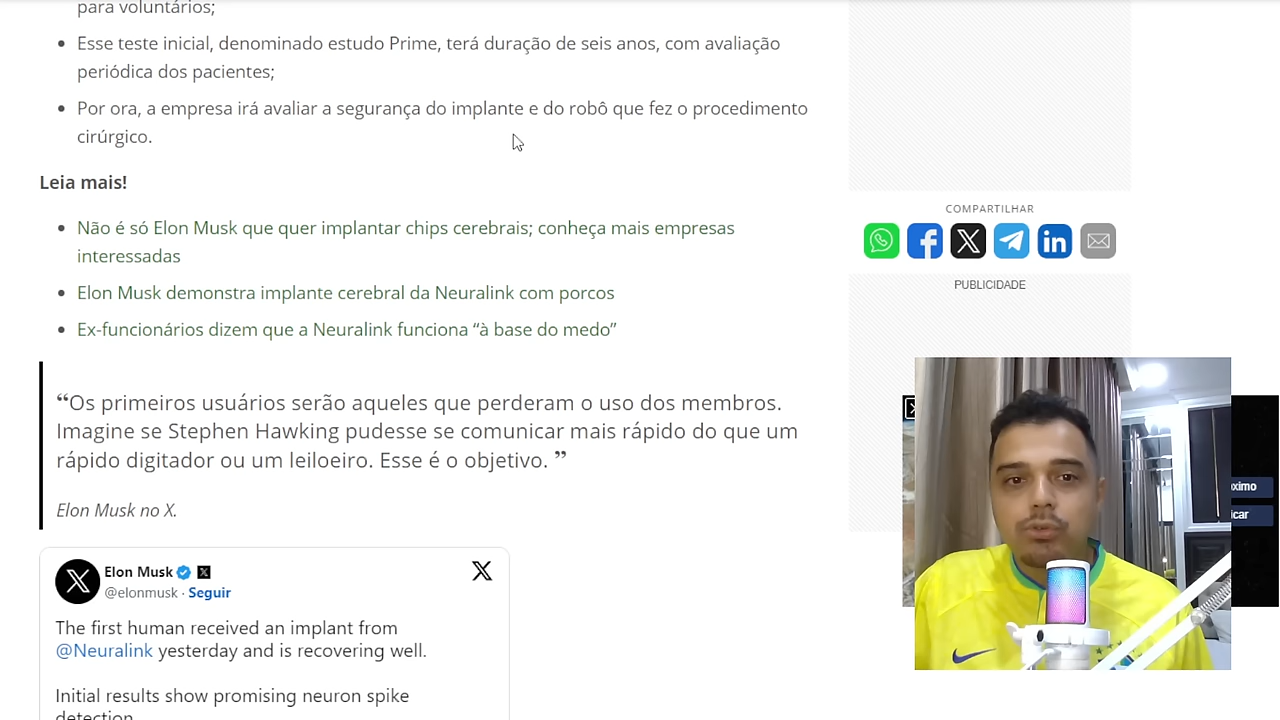 para voluntários;
Esse teste inicial, denominado estudo Prime, terá duração de seis anos, com avaliação
periódica dos pacientes;
Por ora, a empresa irá avaliar a segurança do implante e do robô que fez o procedimento
cirúrgico.
Leia mais!
Não é só Elon Musk que quer implantar chips cerebrais; conheça mais empresas
interessadas
Elon Musk demonstra implante cerebral da Neuralink com porcos
Ex-funcionários dizem que a Neuralink funciona “à base do medo”
“Os primeiros usuários serão aqueles que perderam o uso dos membros.
Imagine se Stephen Hawking pudesse se comunicar mais rápido do que um
rápido digitador ou um leiloeiro. Esse é o objetivo. ”
Elon Musk no X.
Elon Musk
@elonmusk · Seguir
The first human received an implant from
@Neuralink yesterday and is recovering well.
Initial results show promising neuron spike
detection
COMPARTILHAR
PUBLICIDADE
ximo
icar